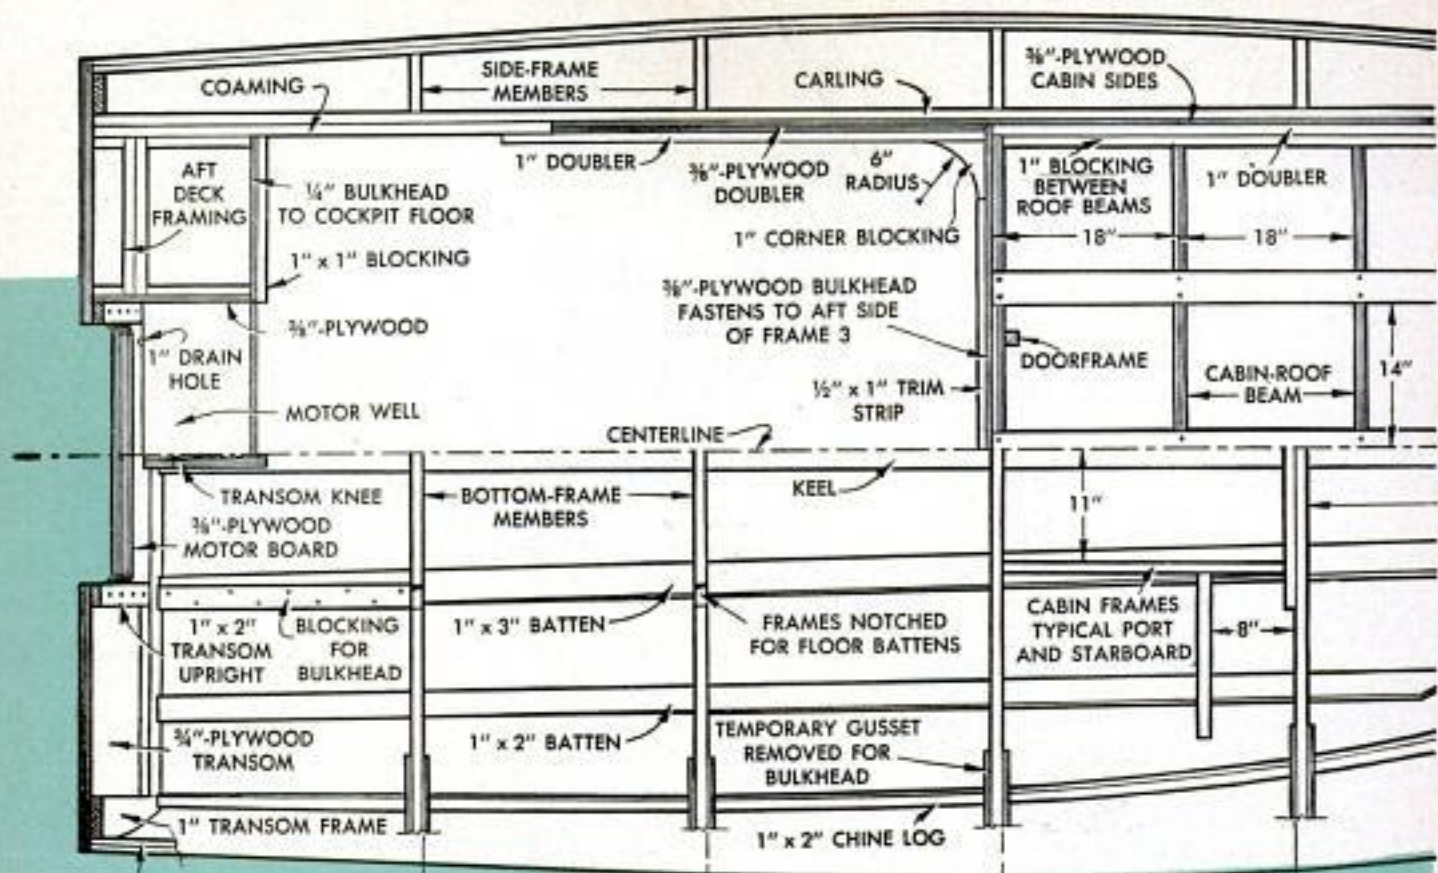 COAMING
SIDE-FRAME
MEMBERS
CARLING
⅜"-PLYWOOD
CABIN SIDES
AFT
DECK
FRAMING
¼" BULKHEAD
TO COCKPIT FLOOR
1" DOUBLER
⅜"-PLYWOOD
DOUBLER
6"
RADIUS
1" BLOCKING
BETWEEN
ROOF BEAMS
1" DOUBLER
1" CORNER BLOCKING
18"
18"
1" x 1" BLOCKING
⅜"-PLYWOOD BULKHEAD
FASTENS TO AFT SIDE
OF FRAME 3
⅜"-PLYWOOD
1" DRAIN
HOLE
DOORFRAME
CABIN-ROOF
BEAM
14"
MOTOR WELL
½" x 1" TRIM
STRIP
CENTERLINE
TRANSOM KNEE
BOTTOM-FRAME
MEMBERS
KEEL
11"
⅜"-PLYWOOD
MOTOR BOARD
1" x 2"
TRANSOM
UPRIGHT
BLOCKING
FOR
BULKHEAD
1" x 3" BATTEN
FRAMES NOTCHED
FOR FLOOR BATTENS
CABIN FRAMES
TYPICAL PORT
AND STARBOARD
8"
¾"-PLYWOOD
TRANSOM
1" x 2" BATTEN
TEMPORARY GUSSET
REMOVED FOR
BULKHEAD
1" TRANSOM FRAME
1" x 2" CHINE LOG